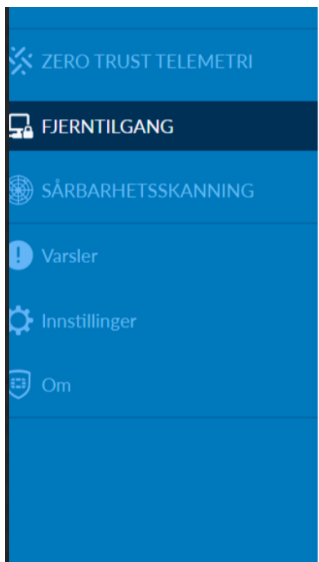 ZERO TRUST TELEMETRI
FJERNTILGANG
SÅRBARHETSSKANNING
Varsler
Innstillinger
Om